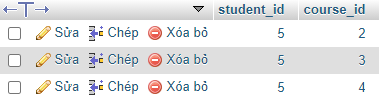 student_id course_id
Sửa Chép Xóa bỏ 5 2
Sửa Chép Xóa bỏ 5 3
Sửa Chép Xóa bỏ 5 4